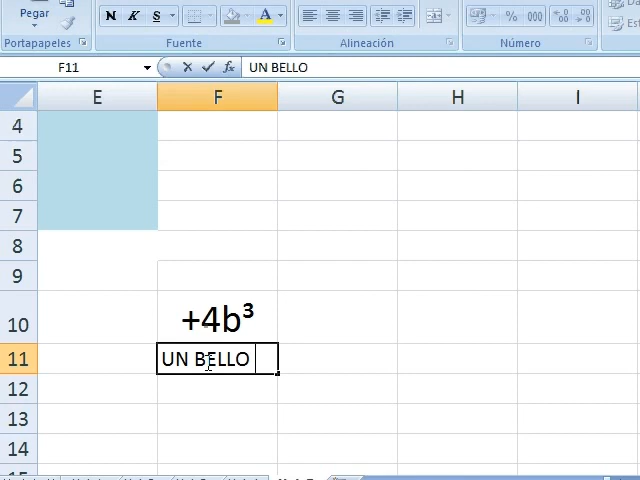 Pegar
N K S A % 000
Portapapeles Fuente Alineación Número
F11 fx UN BELLO
E F G H I
4
5
6
7
8
9
10 +4b³
11 UN BELLO
12
13
14